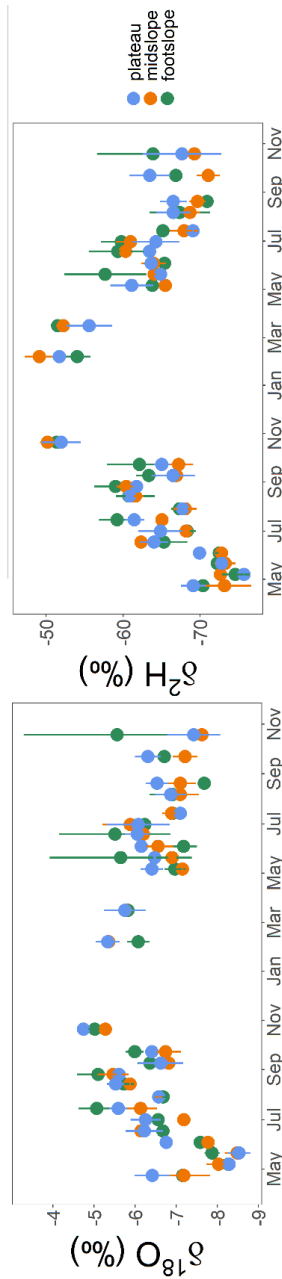 δ¹⁸O (‰)
-4
-5
-6
-7
-8
-9
May
Jul
Sep
Nov
Jan
Mar
May
Jul
Sep
Nov
δ²H (‰)
-50
-60
-70
May
Jul
Sep
Nov
Jan
Mar
May
Jul
Sep
Nov
plateau
midslope
footslope